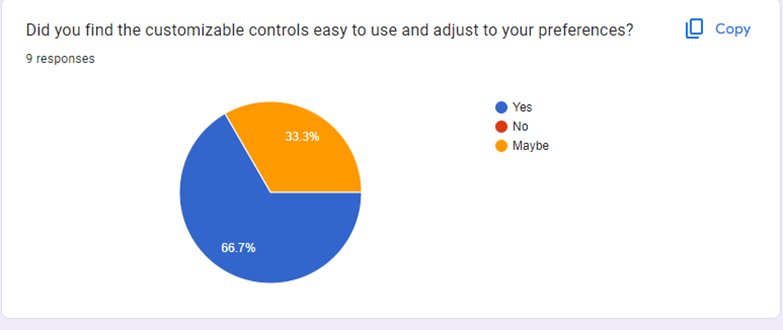 Did you find the customizable controls easy to use and adjust to your preferences?
Copy
9 responses
33.3%
66.7%
Yes
No
Maybe